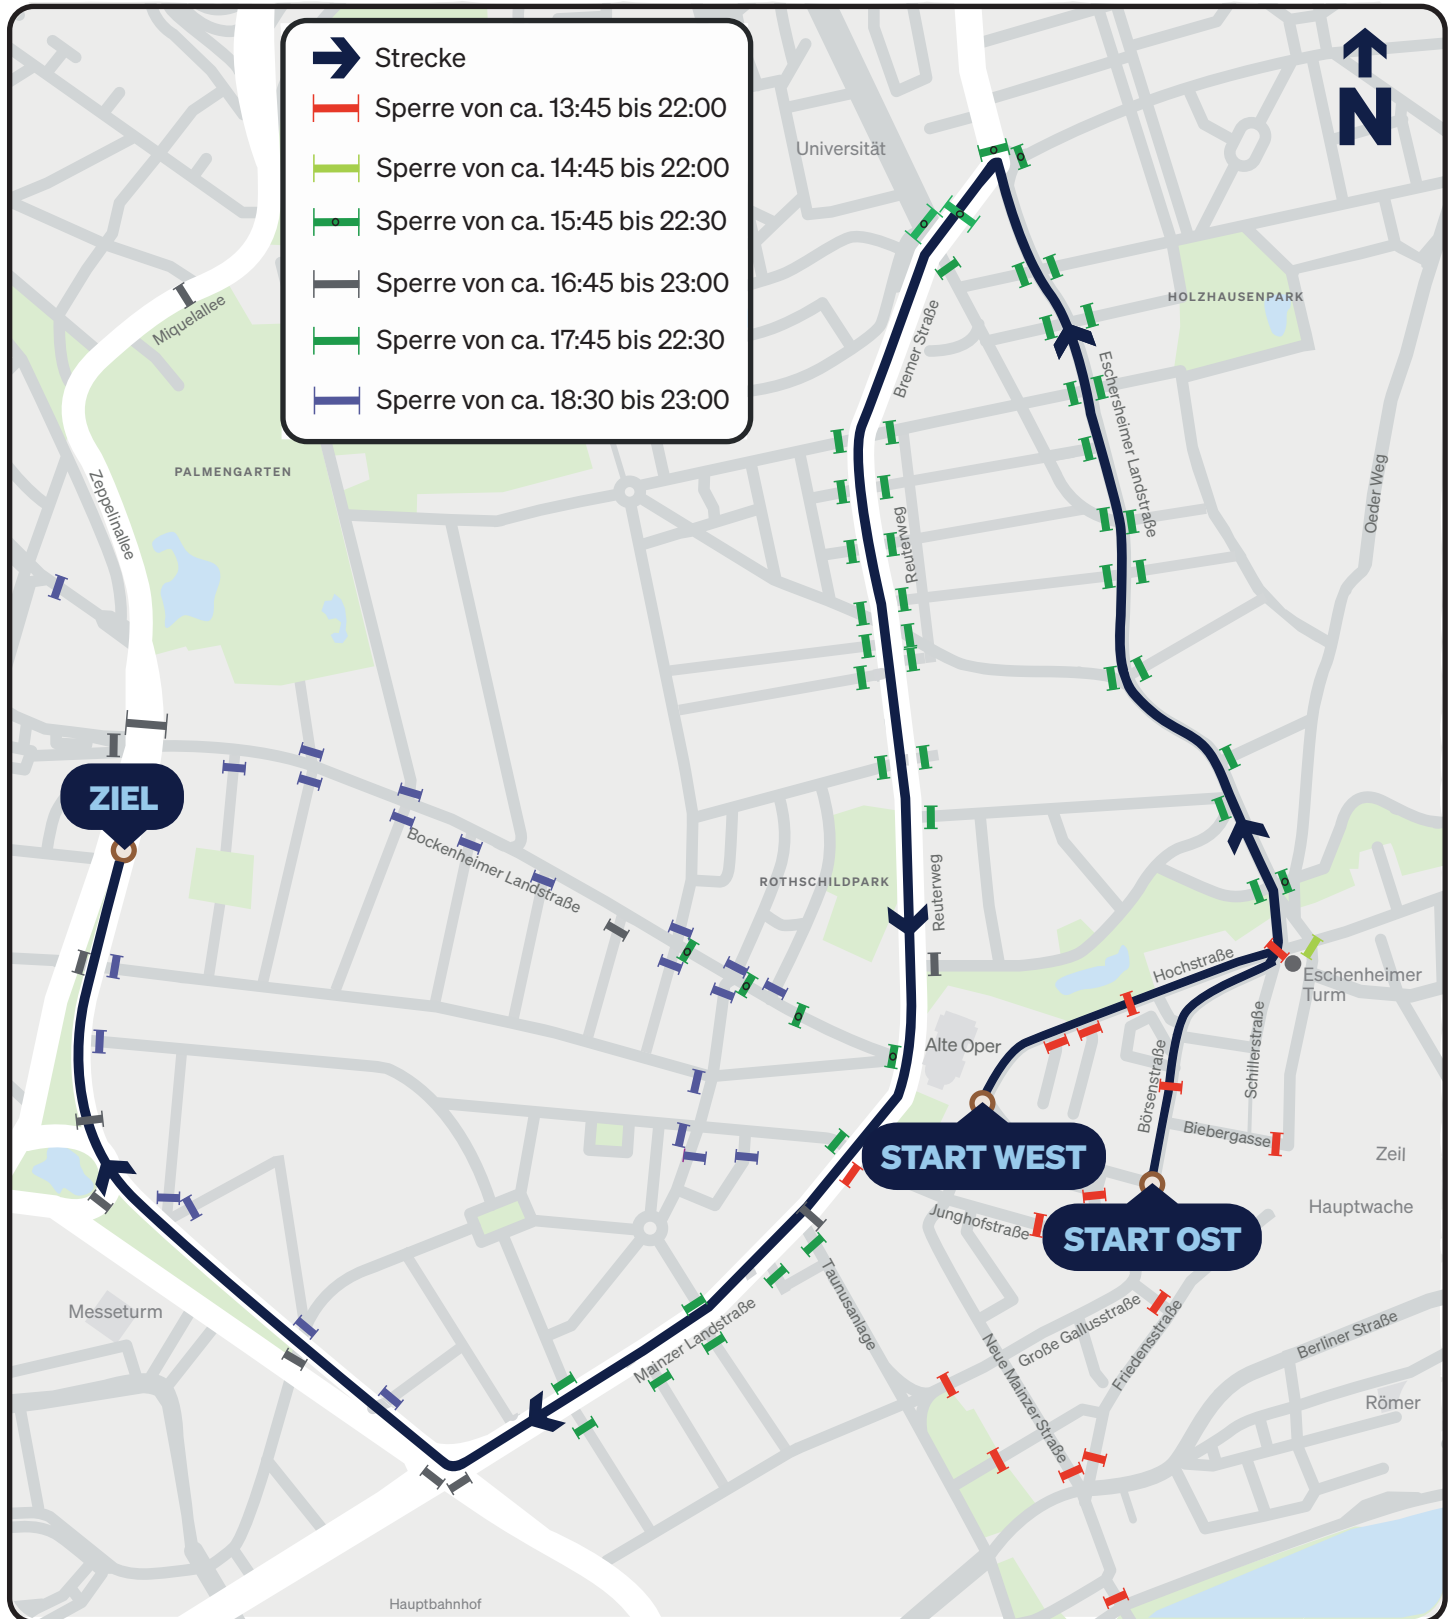 Strecke
Sperre von ca. 13:45 bis 22:00
Sperre von ca. 14:45 bis 22:00
Sperre von ca. 15:45 bis 22:30
Sperre von ca. 16:45 bis 23:00
Sperre von ca. 17:45 bis 22:30
Sperre von ca. 18:30 bis 23:00
N
Universität
HOLZHAUSENPARK
Miquelallee
Bremer Straße
Eschersheimer Landstraße
PALMENGARTEN
Zeppelinallee
Oeder Weg
Reuterweg
ZIEL
Bockenheimer Landstraße
ROTHSCHILDPARK
Reuterweg
Hochstraße
Eschenheimer
Turm
Alte Oper
Schillerstraße
Börsenstraße
Biebergasse
START WEST
Zeil
Hauptwache
Junghofstraße
START OST
Messeturm
Taunusanlage
Mainzer Landstraße
Große Gallusstraße
Friedensstraße
Neue Mainzer Straße
Berliner Straße
Römer
Hauptbahnhof